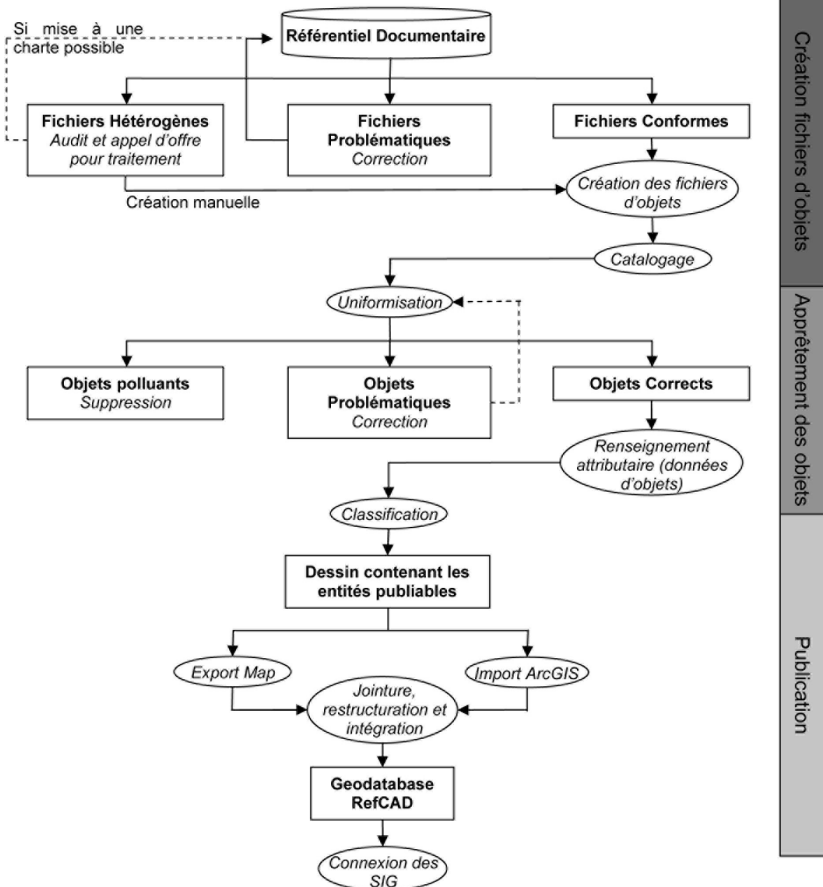 Si mise à une
charte possible
Référentiel Documentaire
Fichiers Hétérogènes
Audit et appel d'offre
pour traitement
Fichiers
Problématiques
Correction
Fichiers Conformes
Création manuelle
Création des fichiers
d'objets
Catalogage
Uniformisation
Objets polluants
Suppression
Objets
Problématiques
Correction
Objets Corrects
Renseignement
attributaire (données
d'objets)
Classification
Dessin contenant les
entités publiables
Export Map
Import ArcGIS
Jointure,
restructuration et
intégration
Geodatabase
RefCAD
Connexion des
SIG
Création fichiers d'objets
Apprêtement des objets
Publication